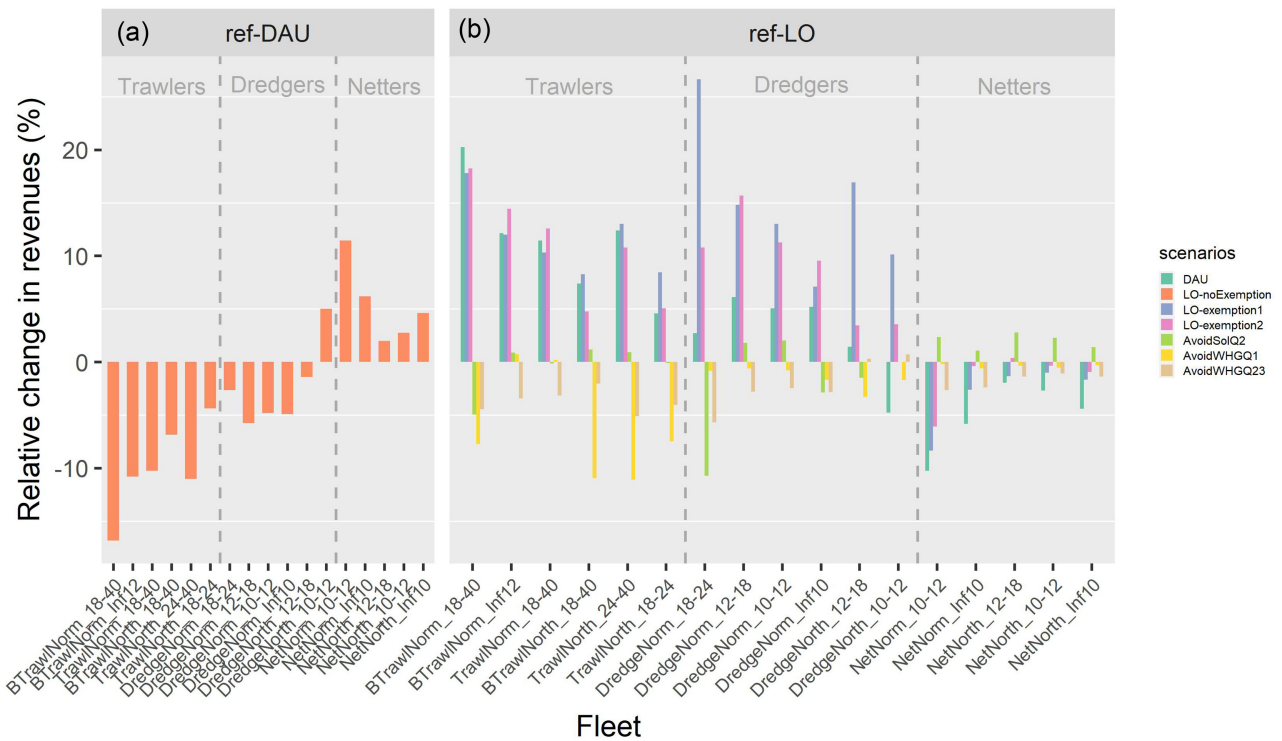 (a)
ref-DAU
(b)
ref-LO
Trawlers
Dredgers
Netters
Trawlers
Dredgers
Netters
Relative change in revenues (%)
20
10
0
-10
BTrawlNorm_18-40
BTrawlNorm_Inf12
TrawlNorm_18-40
BTrawlNorth_18-40
TrawlNorth_24-40
TrawlNorth_18-24
DredgeNorm_18-24
DredgeNorm_12-18
DredgeNorm_10-12
DredgeNorm_Inf10
DredgeNorth_12-18
DredgeNorth_10-12
NetNorm_10-12
NetNorm_Inf10
NetNorth_12-18
NetNorth_10-12
NetNorth_Inf10
BTrawlNorm_18-40
BTrawlNorm_Inf12
TrawlNorm_18-40
BTrawlNorth_18-40
TrawlNorth_24-40
TrawlNorth_18-24
DredgeNorm_18-24
DredgeNorm_12-18
DredgeNorm_10-12
DredgeNorm_Inf10
DredgeNorth_12-18
DredgeNorth_10-12
NetNorm_10-12
NetNorm_Inf10
NetNorth_12-18
NetNorth_10-12
NetNorth_Inf10
Fleet
scenarios
DAU
LO-noExemption
LO-exemption1
LO-exemption2
AvoidSolQ2
AvoidWHGQ1
AvoidWHGQ23